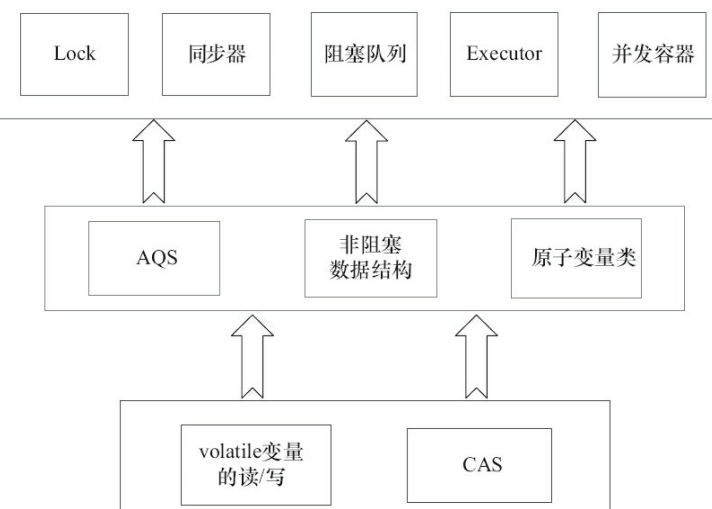 Lock
同步器
阻塞队列
Executor
并发容器
AQS
非阻塞
数据结构
原子变量类
volatile变量
的读/写
CAS